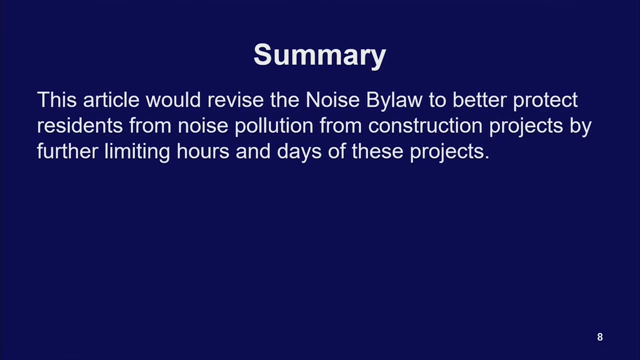 Summary
This article would revise the Noise Bylaw to better protect
residents from noise pollution from construction projects by
further limiting hours and days of these projects.
8